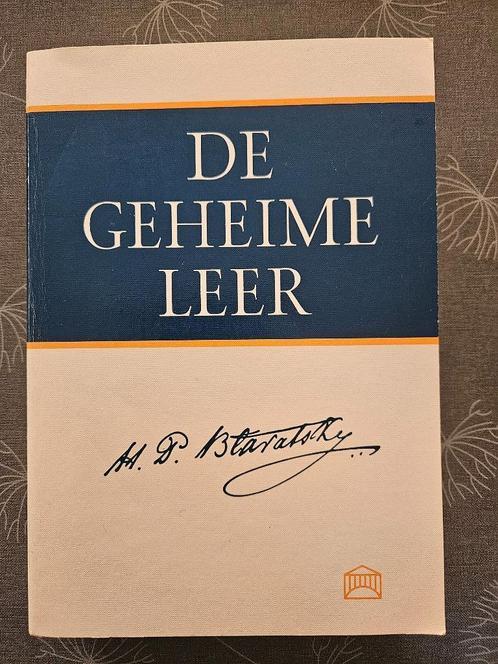 DE
GEHEIME
LEER
H. P. Blavatsky